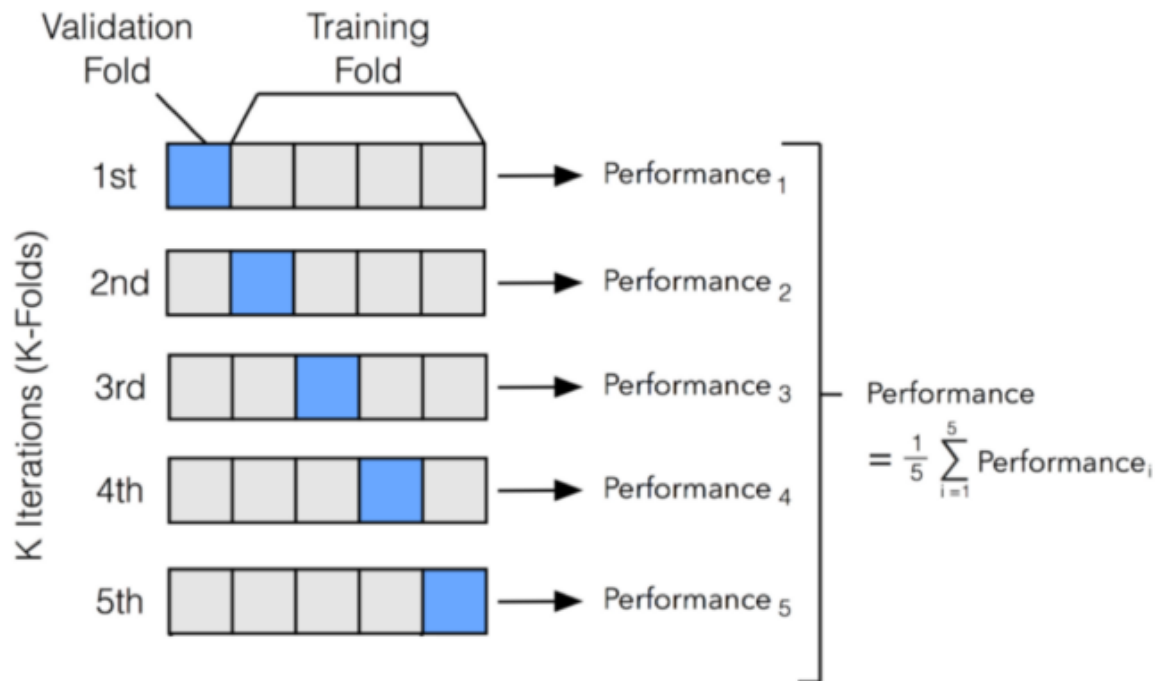 Validation Fold
Training Fold
K Iterations (K-Folds)
1st
Performance 1
2nd
Performance 2
3rd
Performance 3
4th
Performance 4
5th
Performance 5
Performance
= 1/5 5∑i=1 Performance i